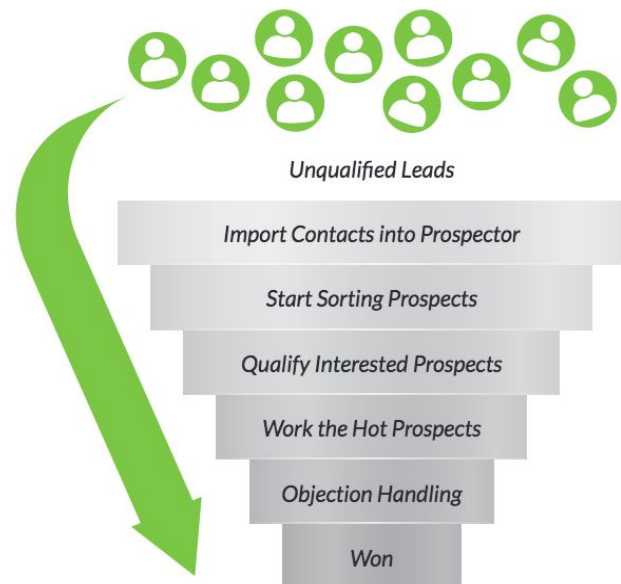 Unqualified Leads
Import Contacts into Prospector
Start Sorting Prospects
Qualify Interested Prospects
Work the Hot Prospects
Objection Handling
Won